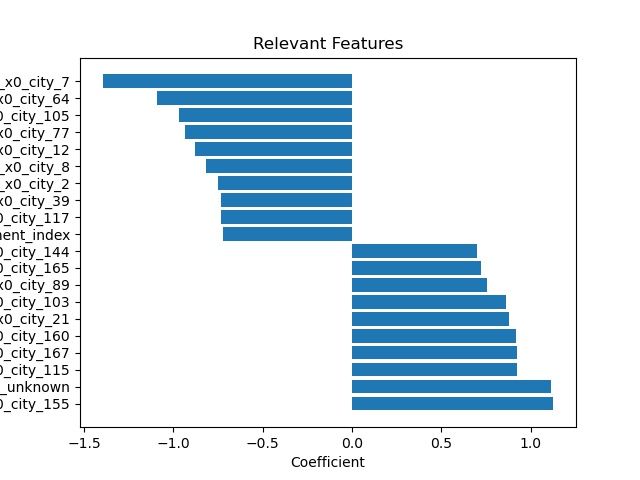 Relevant Features
_x0_city_7
x0_city_64
0_city_105
x0_city_77
x0_city_12
_x0_city_8
_x0_city_2
x0_city_39
0_city_117
ment_index
0_city_144
0_city_165
x0_city_89
0_city_103
x0_city_21
0_city_160
0_city_167
0_city_115
_unknown
0_city_155
−1.5 −1.0 −0.5 0.0 0.5 1.0
Coefficient